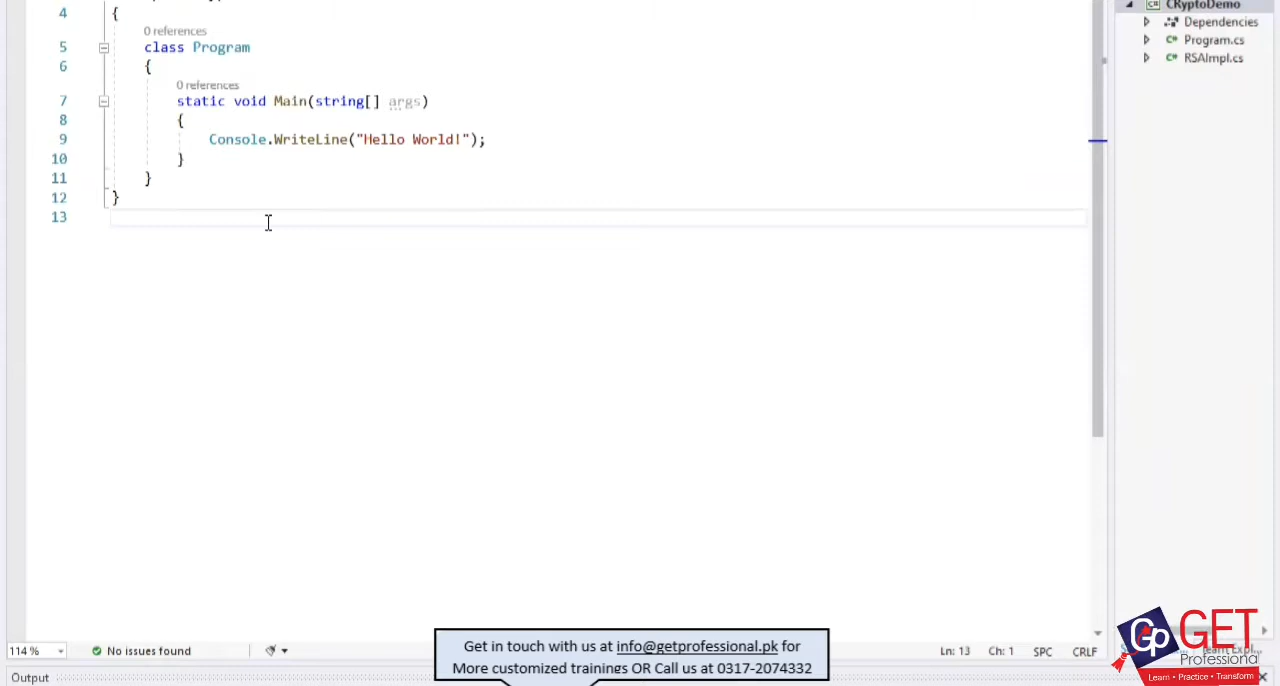 4 {
0 references
5 class Program
6 {
0 references
7 static void Main(string[] args)
8 {
9 Console.WriteLine("Hello World!");
10 }
11 }
12 }
13
CRyptoDemo
Dependencies
Program.cs
RSAImpl.cs
114 %
No issues found
Ln: 13 Ch: 1 SPC CRLF
Output
Get in touch with us at info@getprofessional.pk for
More customized trainings OR Call us at 0317-2074332
Gp GET
Professional
Learn • Practice • Transform